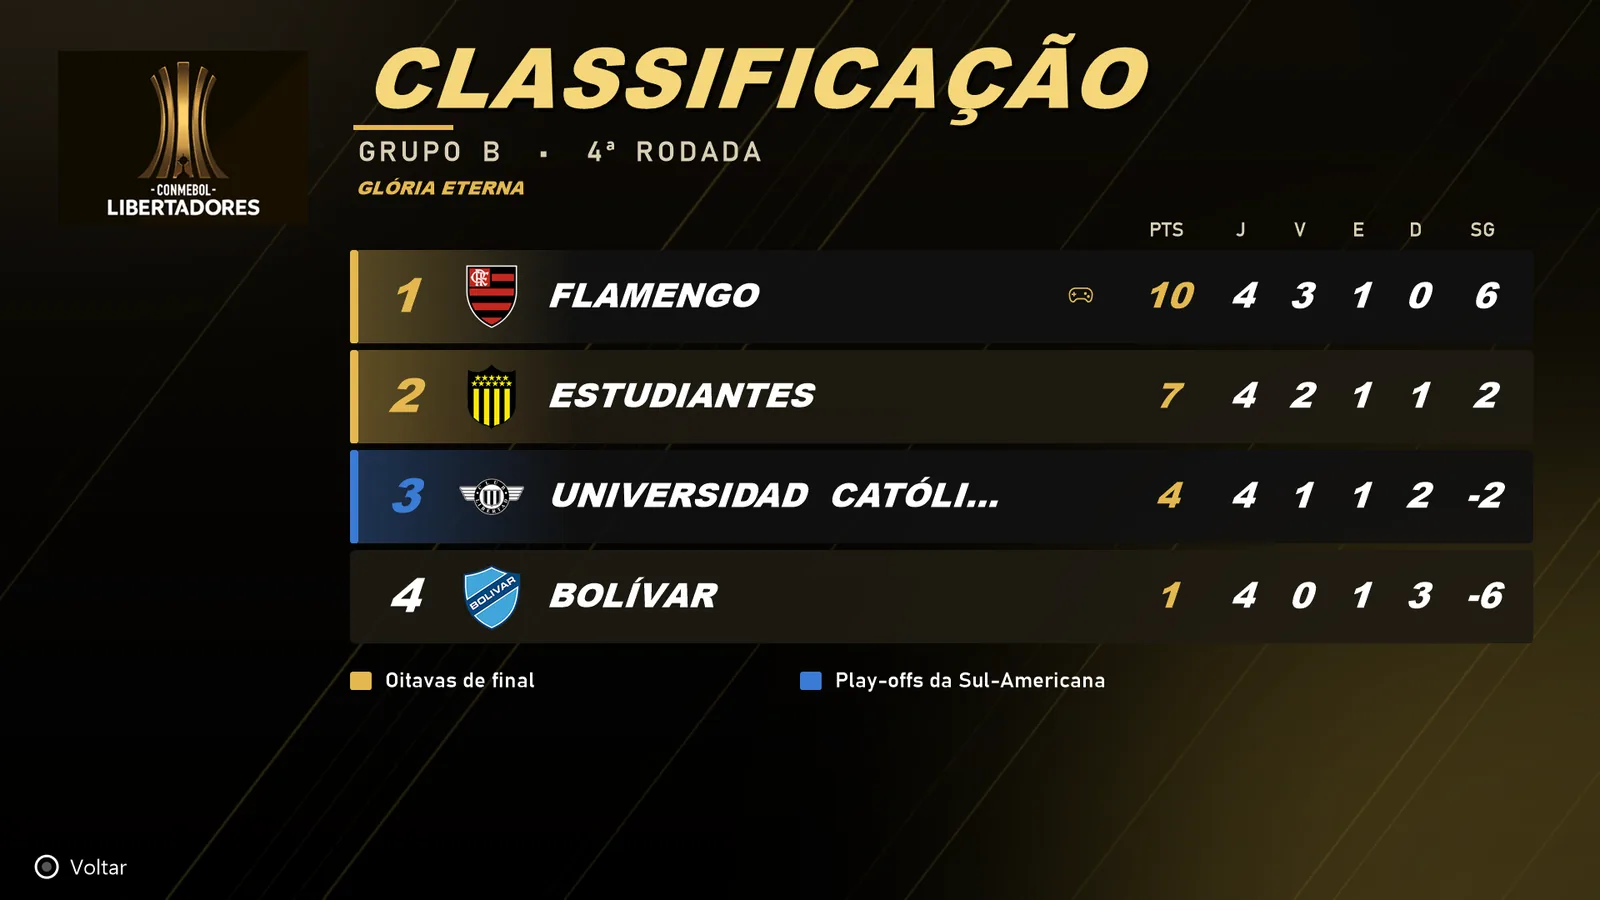 CLASSIFICAÇÃO
GRUPO B · 4ª RODADA
GLÓRIA ETERNA
-CONMEBOL-
LIBERTADORES
PTS J V E D SG
1 FLAMENGO 10 4 3 1 0 6
2 ESTUDIANTES 7 4 2 1 1 2
3 UNIVERSIDAD CATÓLI... 4 4 1 1 2 -2
4 BOLIVAR BOLÍVAR 1 4 0 1 3 -6
Oitavas de final
Play-offs da Sul-Americana
Voltar